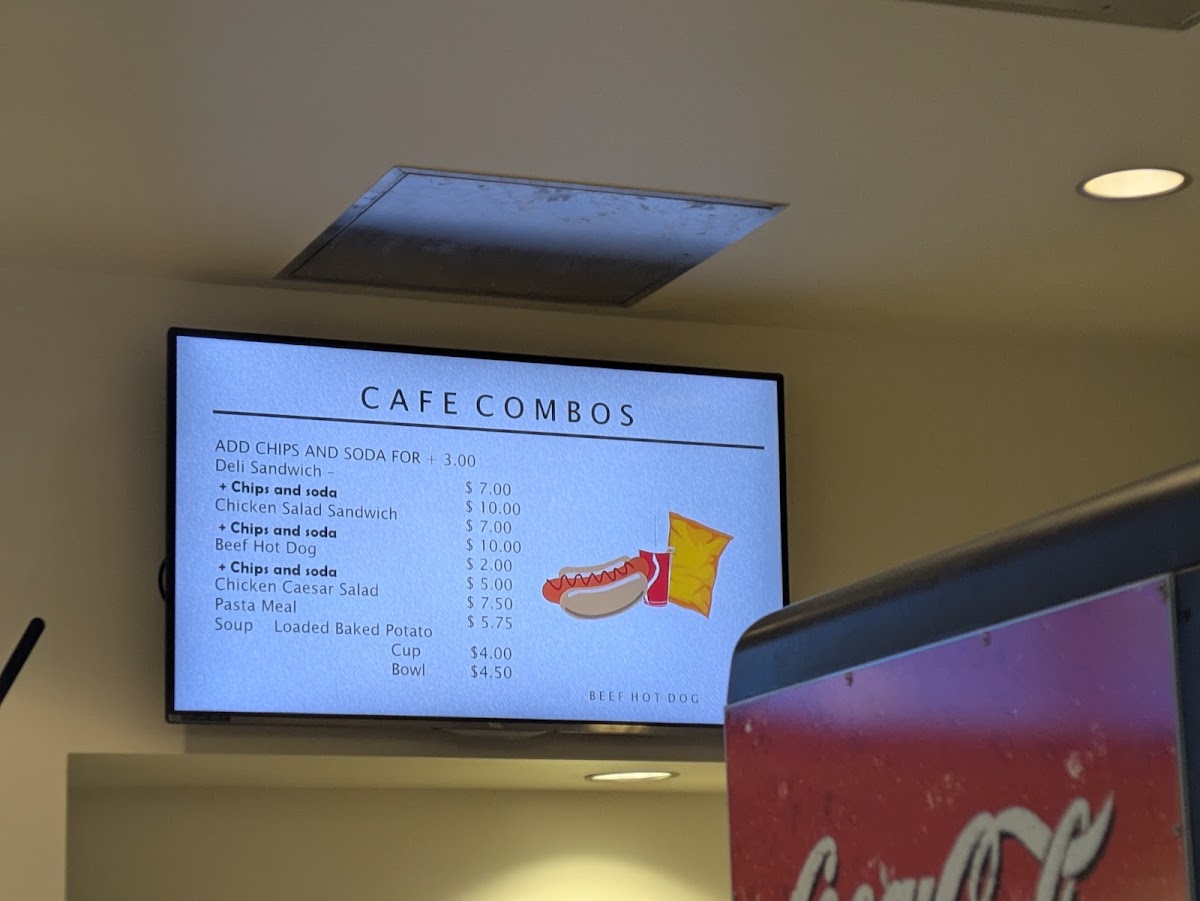 CAFE COMBOS
ADD CHIPS AND SODA FOR + 3.00
Deli Sandwich – $ 7.00
+ Chips and soda $ 10.00
Chicken Salad Sandwich $ 7.00
+ Chips and soda $ 10.00
Beef Hot Dog $ 2.00
+ Chips and soda $ 5.00
Chicken Caesar Salad $ 7.50
Pasta Meal $ 5.75
Soup Loaded Baked Potato
Cup $4.00
Bowl $4.50
BEEF HOT DOG